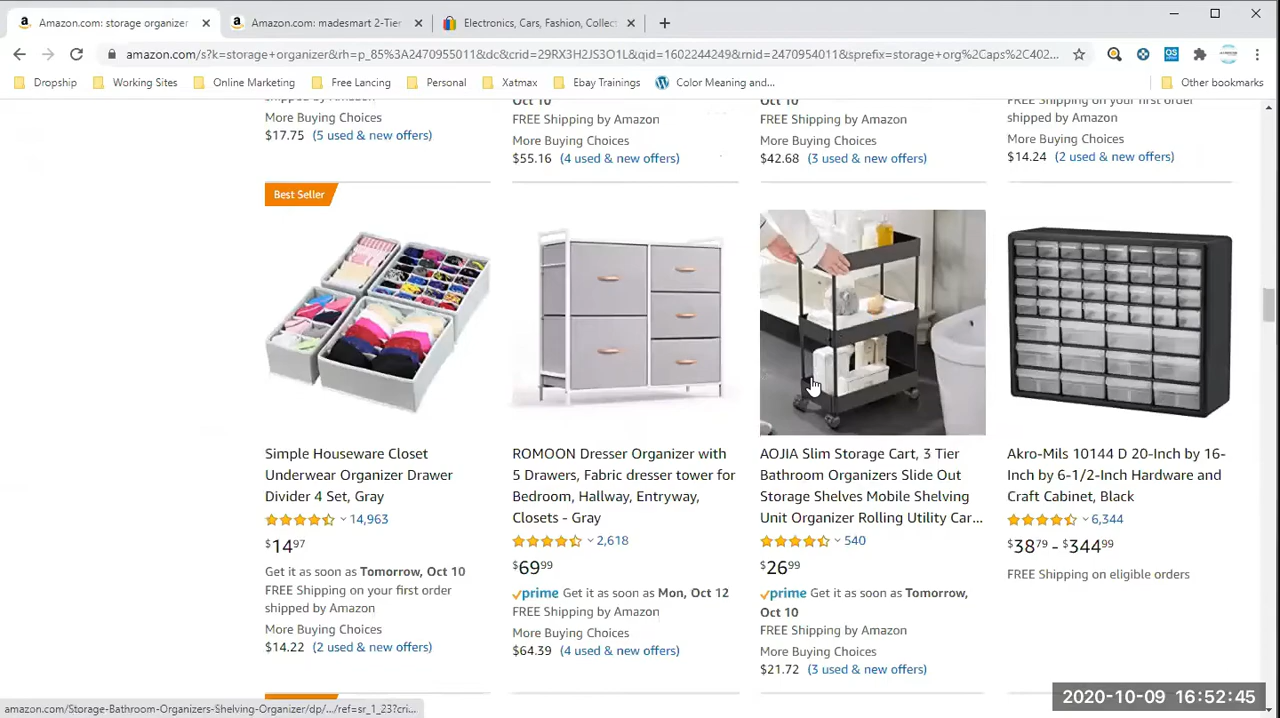 Amazon.com: storage organizer
Amazon.com: madesmart 2-Tier
Electronics, Cars, Fashion, Collect
amazon.com/s?k=storage+organizer&rh=p_85%3A2470955011&dc&crid=29RX3H2JS3O1L&qid=1602244249&rnid=2470954011&sprefix=storage+org%2Caps%2C402...
Dropship
Working Sites
Online Marketing
Free Lancing
Personal
Xatmax
Ebay Trainings
Color Meaning and...
Other bookmarks
shipped by Amazon
More Buying Choices
$17.75 (5 used & new offers)
Oct 10
FREE Shipping by Amazon
More Buying Choices
$55.16 (4 used & new offers)
Oct 10
FREE Shipping by Amazon
More Buying Choices
$42.68 (3 used & new offers)
FREE Shipping on your first order
shipped by Amazon
More Buying Choices
$14.24 (2 used & new offers)
Best Seller
Simple Houseware Closet
Underwear Organizer Drawer
Divider 4 Set, Gray
14,963
$14.97
Get it as soon as Tomorrow, Oct 10
FREE Shipping on your first order
shipped by Amazon
More Buying Choices
$14.22 (2 used & new offers)
ROMOON Dresser Organizer with
5 Drawers, Fabric dresser tower for
Bedroom, Hallway, Entryway,
Closets - Gray
2,618
$69.99
prime Get it as soon as Mon, Oct 12
FREE Shipping by Amazon
More Buying Choices
$64.39 (4 used & new offers)
AOJIA Slim Storage Cart, 3 Tier
Bathroom Organizers Slide Out
Storage Shelves Mobile Shelving
Unit Organizer Rolling Utility Car...
540
$26.99
prime Get it as soon as Tomorrow,
Oct 10
FREE Shipping by Amazon
More Buying Choices
$21.72 (3 used & new offers)
Akro-Mils 10144 D 20-Inch by 16-
Inch by 6-1/2-Inch Hardware and
Craft Cabinet, Black
6,344
$38.79 - $344.99
FREE Shipping on eligible orders
amazon.com/Storage-Bathroom-Organizers-Shelving-Organizer/dp/.../ref=sr_1_23?cri...
2020-10-09 16:52:45